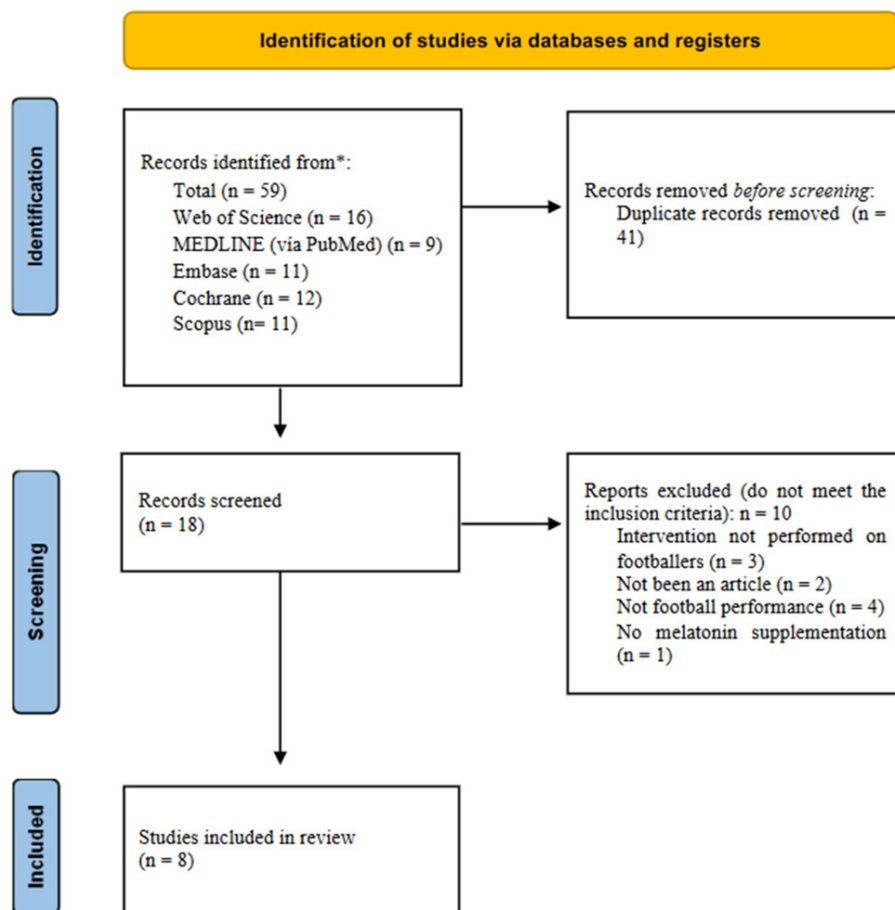 Identification of studies via databases and registers
Identification
Records identified from*:
Total (n = 59)
Web of Science (n = 16)
MEDLINE (vía PubMed) (n = 9)
Embase (n = 11)
Cochrane (n = 12)
Scopus (n= 11)
Records removed before screening:
Duplicate records removed (n =
41)
Screening
Records screened
(n = 18)
Reports excluded (do not meet the
inclusion criteria): n = 10
Intervention not performed on
footballers (n = 3)
Not been an article (n = 2)
Not football performance (n = 4)
No melatonin supplementation
(n = 1)
Included
Studies included in review
(n = 8)